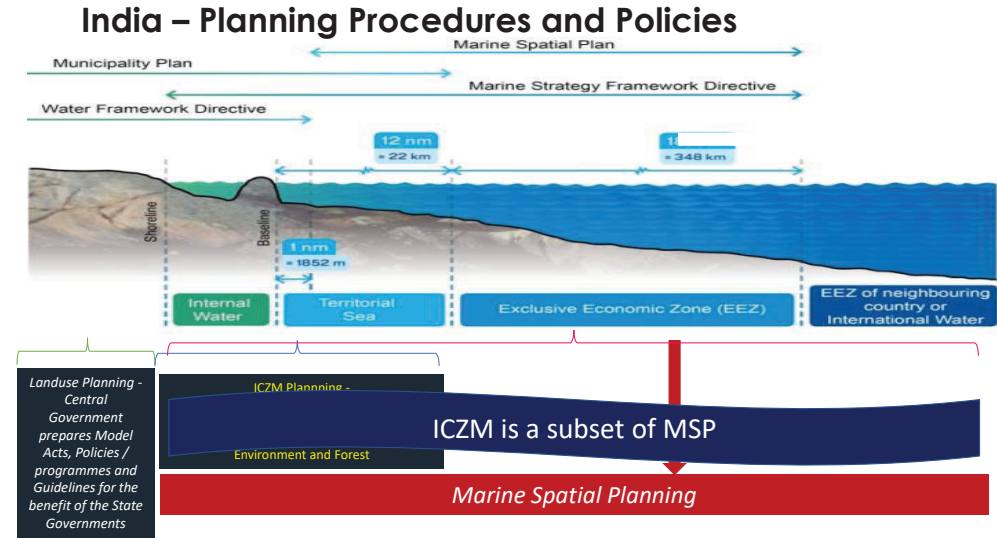 India – Planning Procedures and Policies
Marine Spatial Plan
Municipality Plan
Marine Strategy Framework Directive
Water Framework Directive
12 nm
≈ 22 km
≈ 348 km
Shoreline
Baseline
1 nm
≈ 1852 m
Internal
Water
Territorial
Sea
Exclusive Economic Zone (EEZ)
EEZ of neighbouring
country or
International Water
Landuse Planning -
Central
Government
prepares Model
Acts, Policies /
programmes and
Guidelines for the
benefit of the State
Governments
ICZM Plannning -
ICZM is a subset of MSP
Environment and Forest
Marine Spatial Planning